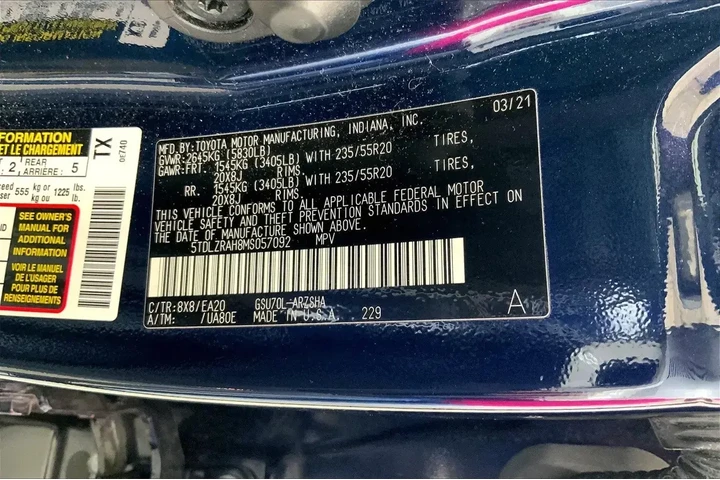 03/21
MFD.BY:TOYOTA MOTOR MANUFACTURING, INDIANA, INC.
GVWR:2645KG (5830LB)
GAWR-FRT. 1545KG (3405LB) WITH 235/55R20 TIRES,
20X8J RIMS
RR. 1545KG (3405LB) WITH 235/55R20 TIRES,
20X8J RIMS
THIS VEHICLE CONFORMS TO ALL APPLICABLE FEDERAL MOTOR
VEHICLE SAFETY AND THEFT PREVENTION STANDARDS IN EFFECT ON
THE DATE OF MANUFACTURE SHOWN ABOVE.
5TDLZRAH8MS057092 MPV
C/TR:8X8/EA20 GSU70L-ARZSHA
A/TM: /UA80E MADE IN U.S.A. 229 A
FORMATION
ET LE CHARGEMENT
2 REAR
ARRIÈRE : 5
TX
0E740
555 kg or 1225 lbs.
kg ou lb.
SEE OWNER'S
MANUAL FOR
ADDITIONAL
INFORMATION
VOIR LE MANUEL
DE L'USAGER
POUR PLUS DE
RENSEIGNEMENTS